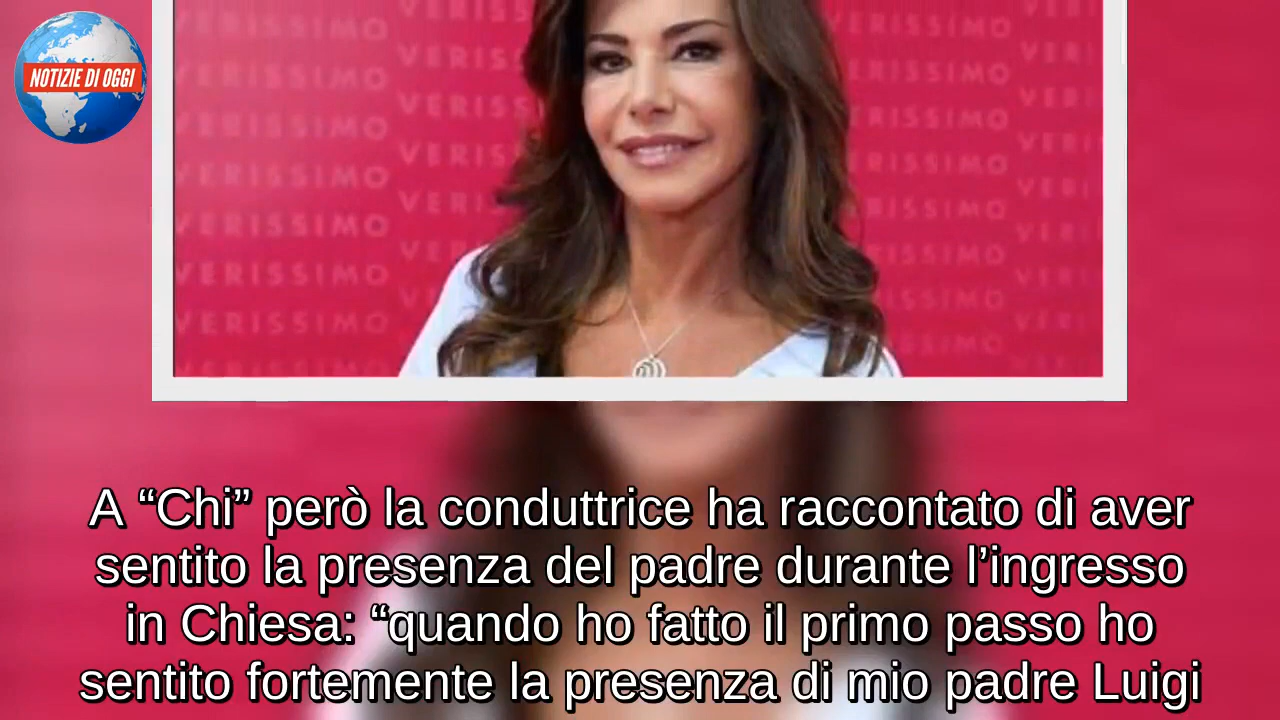 NOTIZIE DI OGGI
VERISSIMO
A “Chi” però la conduttrice ha raccontato di aver
sentito la presenza del padre durante l’ingresso
in Chiesa: “quando ho fatto il primo passo ho
sentito fortemente la presenza di mio padre Luigi